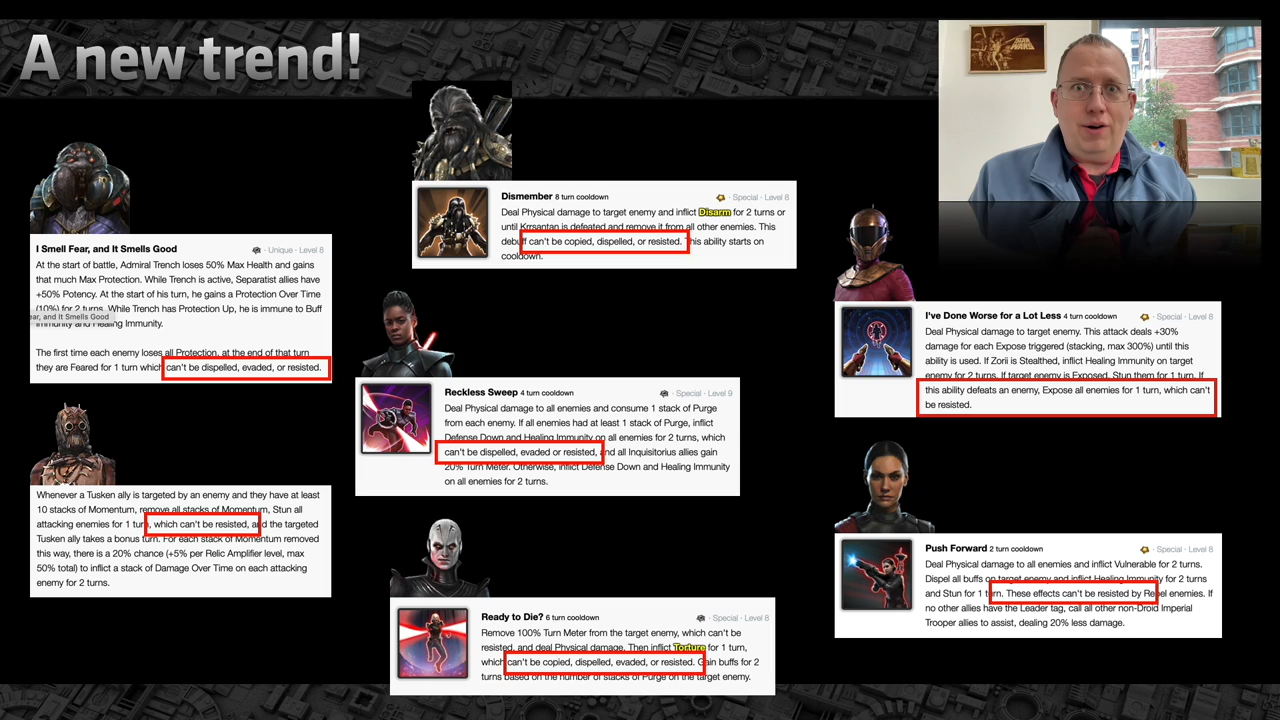 A new trend!
STAR WARS
I Smell Fear, and It Smells Good
· Unique · Level 8
At the start of battle, Admiral Trench loses 50% Max Health and gains
that much Max Protection. While Trench is active, Separatist allies have
+50% Potency. At the start of his turn, he gains a Protection Over Time
(10%) for 2 turns. While Trench has Protection Up, he is immune to Buff
ear, and It Smells Good
Immunity and Healing Immunity.
The first time each enemy loses all Protection, at the end of that turn
they are Feared for 1 turn which can't be dispelled, evaded, or resisted.
Whenever a Tusken ally is targeted by an enemy and they have at least
10 stacks of Momentum, remove all stacks of Momentum, Stun all
attacking enemies for 1 turn, which can't be resisted, and the targeted
Tusken ally takes a bonus turn. For each stack of Momentum removed
this way, there is a 20% chance (+5% per Relic Amplifier level, max
50% total) to inflict a stack of Damage Over Time on each attacking
enemy for 2 turns.
Dismember 8 turn cooldown
· Special · Level 8
Deal Physical damage to target enemy and inflict Disarm for 2 turns or
until Krrsantan is defeated and remove it from all other enemies. This
debuff can't be copied, dispelled, or resisted. This ability starts on
cooldown.
Reckless Sweep 4 turn cooldown
· Special · Level 9
Deal Physical damage to all enemies and consume 1 stack of Purge
from each enemy. If all enemies had at least 1 stack of Purge, inflict
Defense Down and Healing Immunity on all enemies for 2 turns, which
can't be dispelled, evaded or resisted, and all Inquisitorius allies gain
20% Turn Meter. Otherwise, inflict Defense Down and Healing Immunity
on all enemies for 2 turns.
Ready to Die? 6 turn cooldown
· Special · Level 8
Remove 100% Turn Meter from the target enemy, which can't be
resisted, and deal Physical damage. Then inflict Torture for 1 turn,
which can't be copied, dispelled, evaded, or resisted. Gain buffs for 2
turns based on the number of stacks of Purge on the target enemy.
I've Done Worse for a Lot Less 4 turn cooldown
· Special · Level 8
Deal Physical damage to target enemy. This attack deals +30%
damage for each Expose triggered (stacking, max 300%) until this
ability is used. If Zorii is Stealthed, inflict Healing Immunity on target
enemy for 2 turns. If target enemy is Exposed, Stun them for 1 turn. If
this ability defeats an enemy, Expose all enemies for 1 turn, which can't
be resisted.
Push Forward 2 turn cooldown
· Special · Level 8
Deal Physical damage to all enemies and inflict Vulnerable for 2 turns.
Dispel all buffs on target enemy and inflict Healing Immunity for 2 turns
and Stun for 1 turn. These effects can't be resisted by Rebel enemies. If
no other allies have the Leader tag, call all other non-Droid Imperial
Trooper allies to assist, dealing 20% less damage.